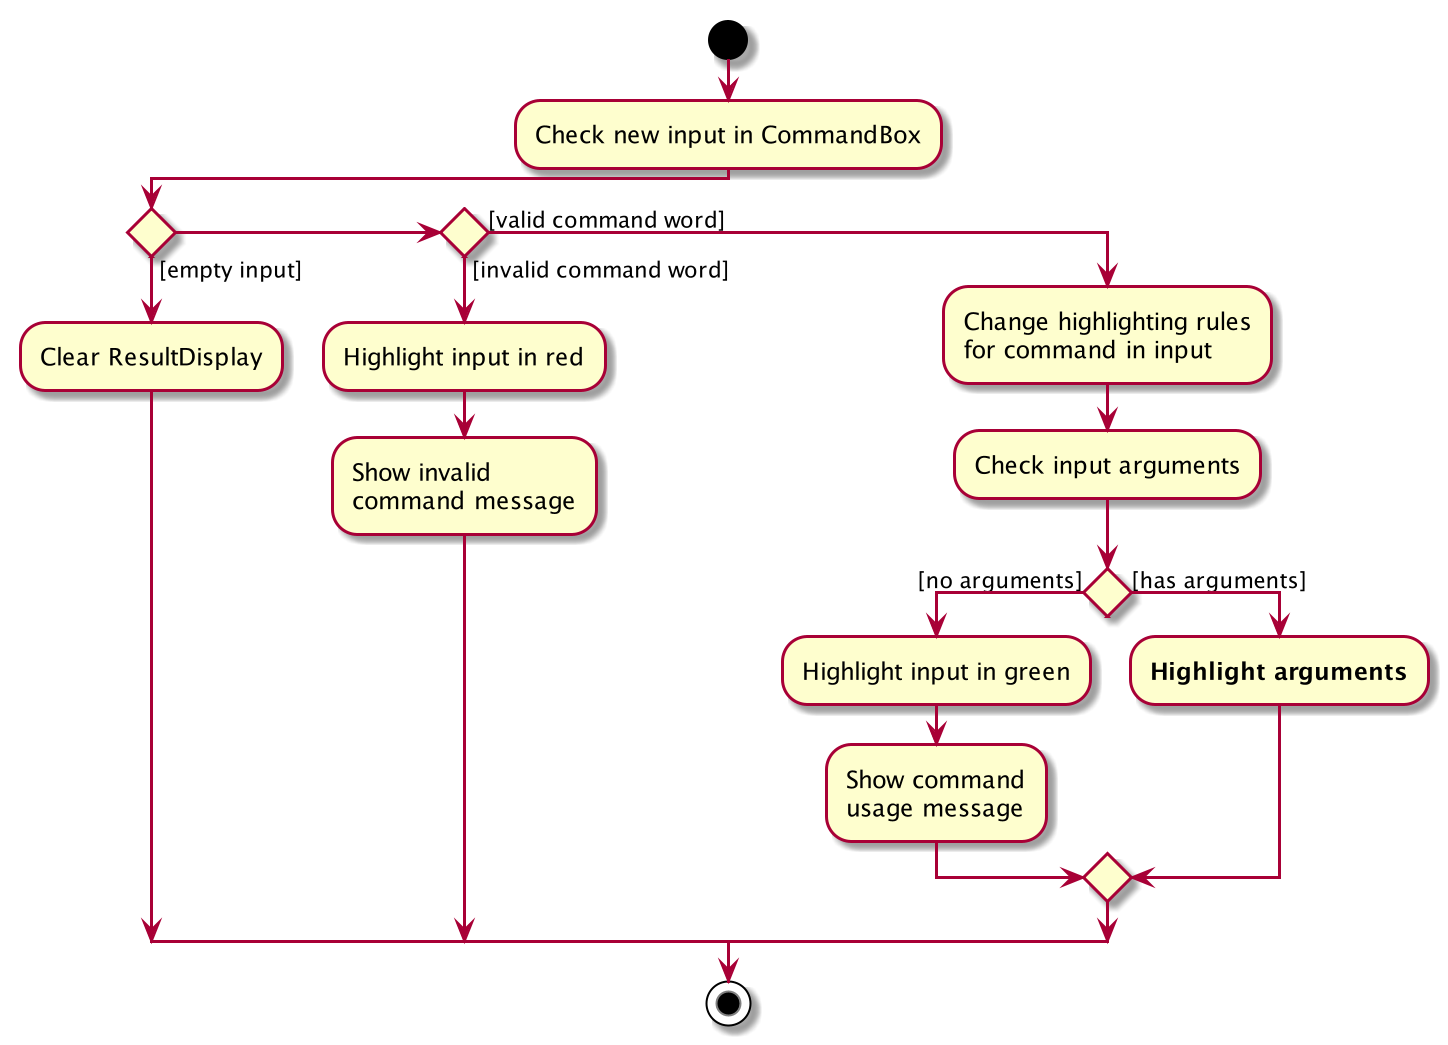 Check new input in CommandBox
[valid command word]
[empty input]
[invalid command word]
Clear ResultDisplay
Highlight input in red
Change highlighting rules
for command in input
Show invalid
command message
Check input arguments
[no arguments]
[has arguments]
Highlight input in green
Highlight arguments
Show command
usage message